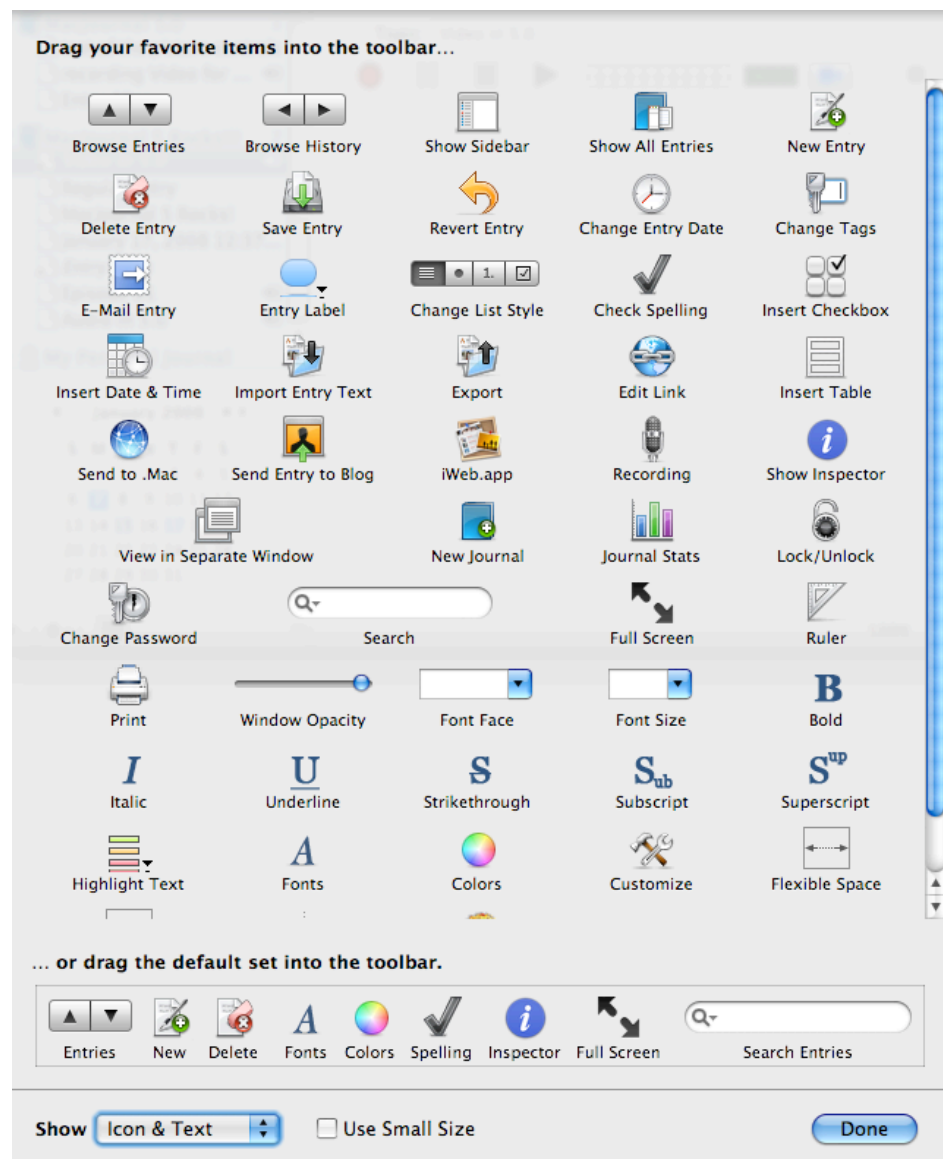 Drag your favorite items into the toolbar...
Browse Entries Browse History Show Sidebar Show All Entries New Entry
Delete Entry Save Entry Revert Entry Change Entry Date Change Tags
1.
E-Mail Entry Entry Label Change List Style Check Spelling Insert Checkbox
Insert Date & Time Import Entry Text Export Edit Link Insert Table
i
Send to .Mac Send Entry to Blog iWeb.app Recording Show Inspector
View in Separate Window New Journal Journal Stats Lock/Unlock
Change Password Search Full Screen Ruler
B
Print Window Opacity Font Face Font Size Bold
I U S Sub Sup
Italic Underline Strikethrough Subscript Superscript
A
Highlight Text Fonts Colors Customize Flexible Space
... or drag the default set into the toolbar.
A i
Entries New Delete Fonts Colors Spelling Inspector Full Screen Search Entries
Show Icon & Text Use Small Size Done